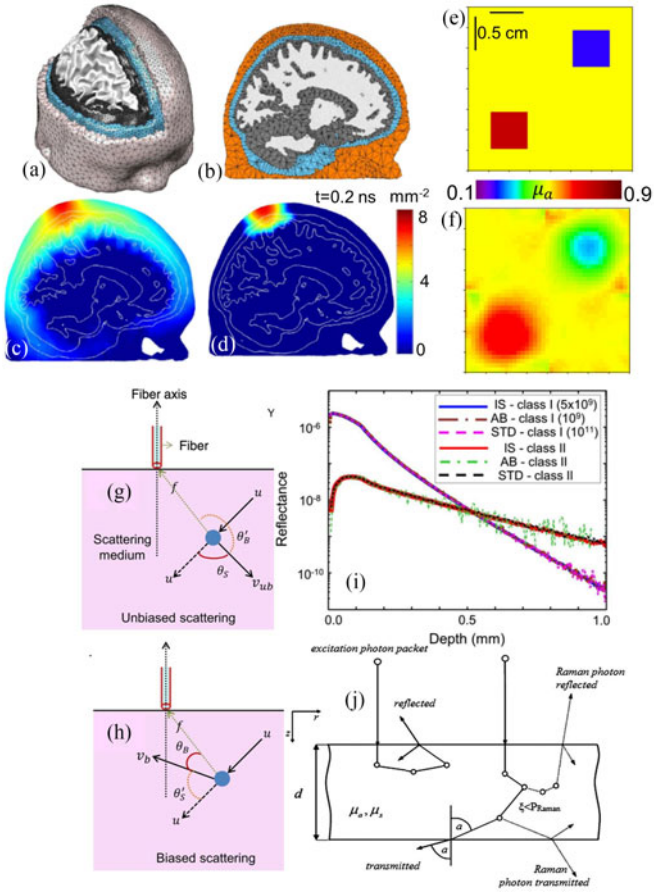 (a)
(b)
t=0.2 ns
mm-2
8
4
0
(c)
(d)
(e)
0.5 cm
0.1
μa
0.9
(f)
Fiber axis
Fiber
Y
(g)
f
u
θ'B
Scattering
medium
θS
u
vub
Unbiased scattering
Reflectance
10-6
10-8
10-10
IS - class I (5x10⁹)
AB - class I (10⁹)
STD - class I (10¹¹)
IS - class II
AB - class II
STD - class II
(i)
0.0
0.5
1.0
Depth (mm)
(h)
f
r
z
u
θB
vb
θ'S
u
Biased scattering
excitation photon packet
(j)
Raman photon
reflected
reflected
d
ξ<PRaman
μa, μs
a
a
transmitted
Raman
photon transmitted